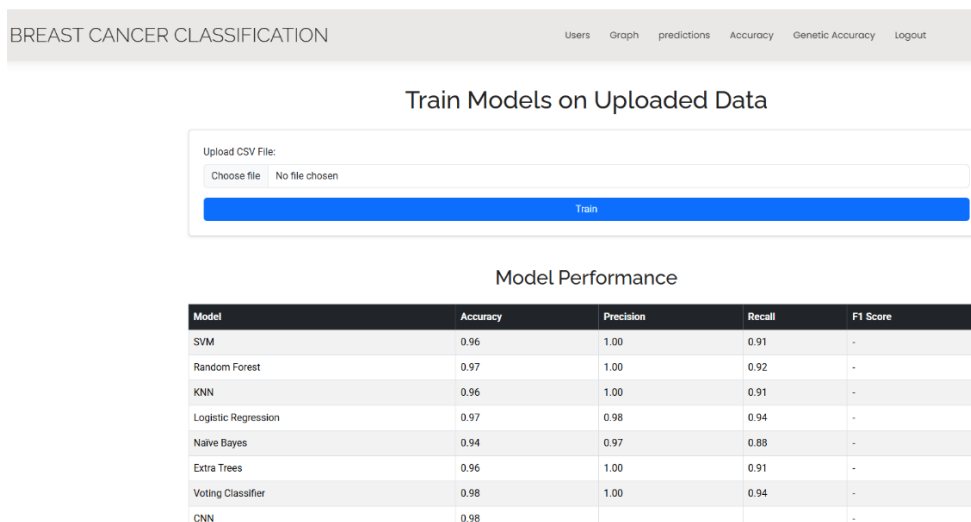 BREAST CANCER CLASSIFICATION Users Graph predictions Accuracy Genetic Accuracy Logout
Train Models on Uploaded Data
Upload CSV File:
Choose file No file chosen
Train
Model Performance
Model Accuracy Precision Recall F1 Score
SVM 0.96 1.00 0.91 -
Random Forest 0.97 1.00 0.92 -
KNN 0.96 1.00 0.91 -
Logistic Regression 0.97 0.98 0.94 -
Naïve Bayes 0.94 0.97 0.88 -
Extra Trees 0.96 1.00 0.91 -
Voting Classifier 0.98 1.00 0.94 -
CNN 0.98 -